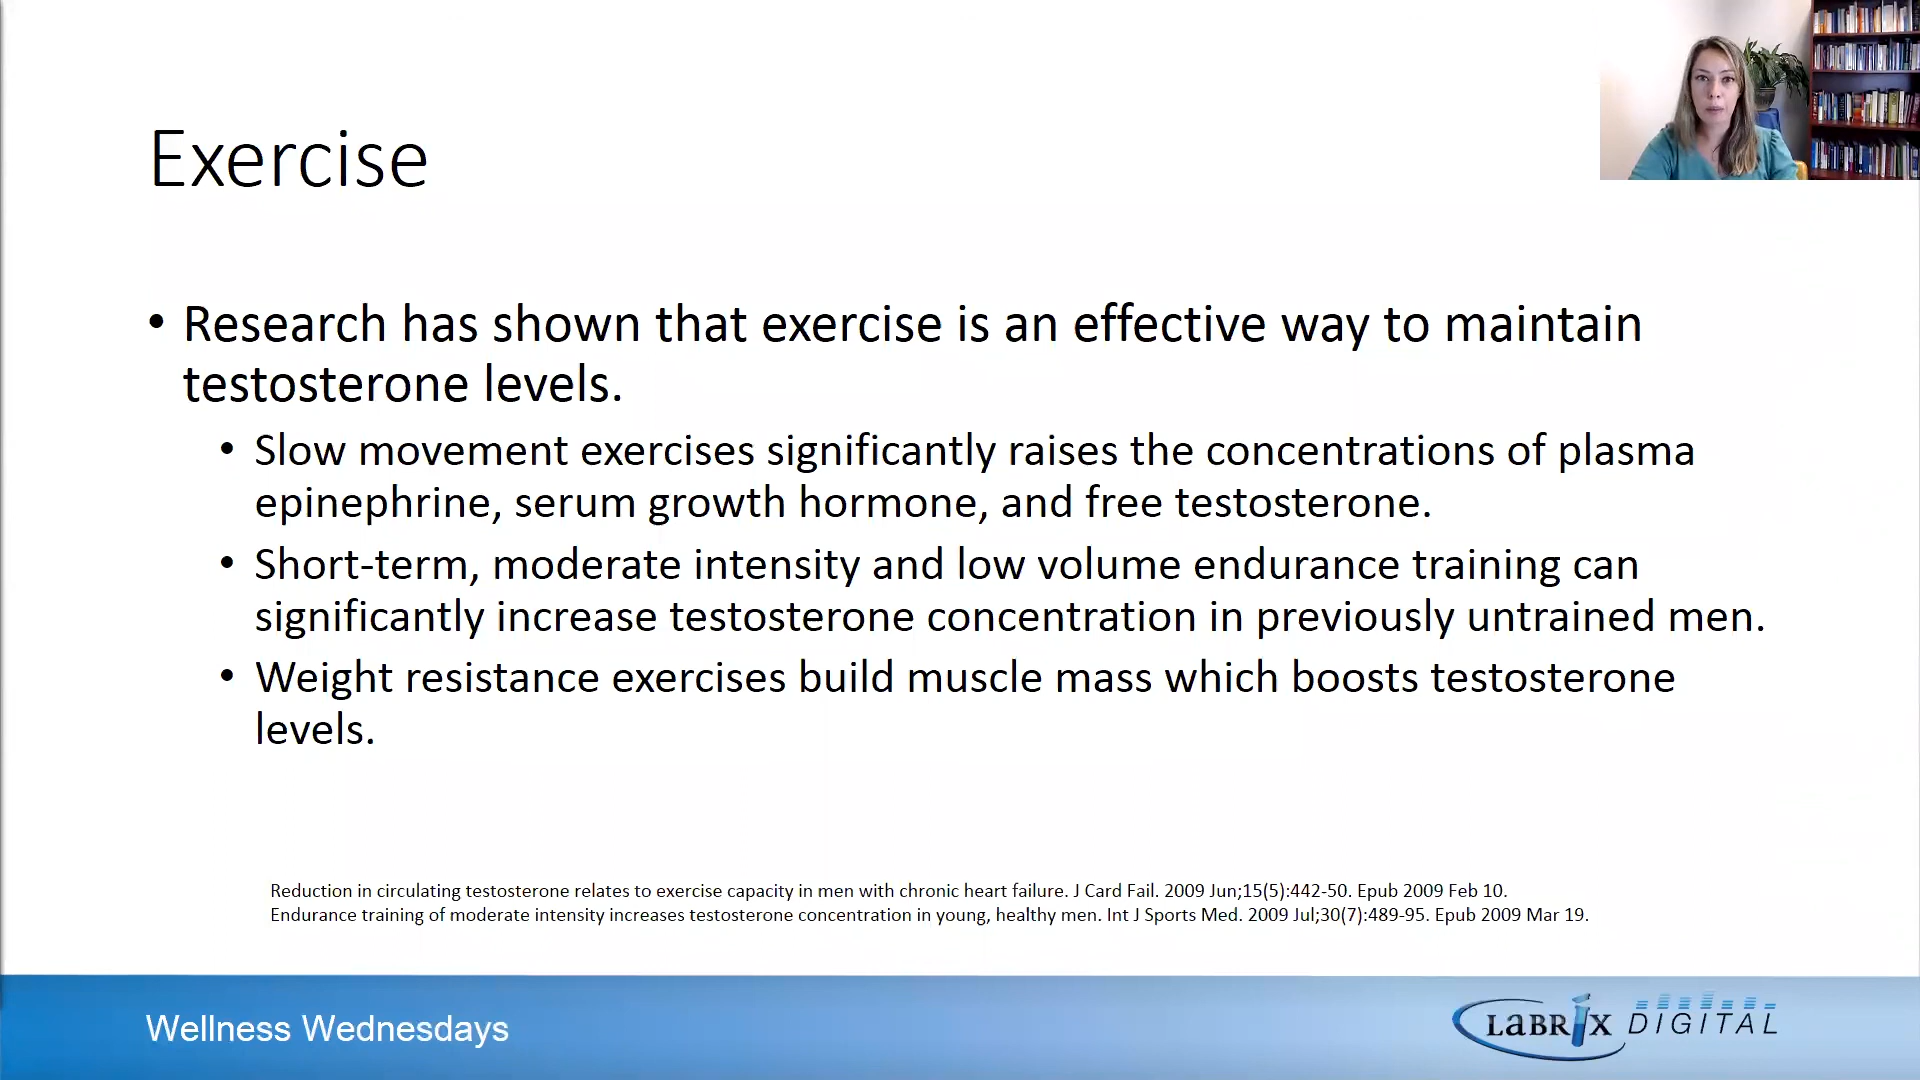 Exercise
• Research has shown that exercise is an effective way to maintain
testosterone levels.
• Slow movement exercises significantly raises the concentrations of plasma
epinephrine, serum growth hormone, and free testosterone.
• Short-term, moderate intensity and low volume endurance training can
significantly increase testosterone concentration in previously untrained men.
• Weight resistance exercises build muscle mass which boosts testosterone
levels.
Reduction in circulating testosterone relates to exercise capacity in men with chronic heart failure. J Card Fail. 2009 Jun;15(5):442-50. Epub 2009 Feb 10.
Endurance training of moderate intensity increases testosterone concentration in young, healthy men. Int J Sports Med. 2009 Jul;30(7):489-95. Epub 2009 Mar 19.
Wellness Wednesdays
LABRIX DIGITAL